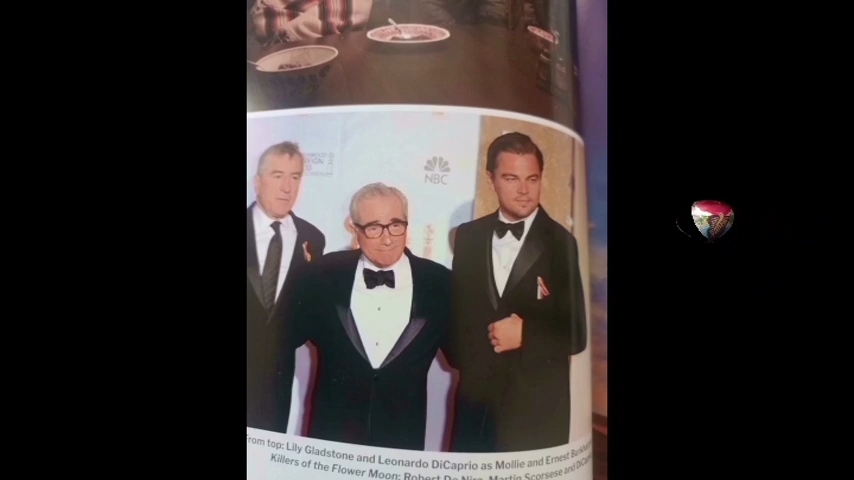 NBC
From top: Lily Gladstone and Leonardo DiCaprio as Mollie and Ernest
Killers of the Flower Moon; Robert De Niro, Martin Scorsese and